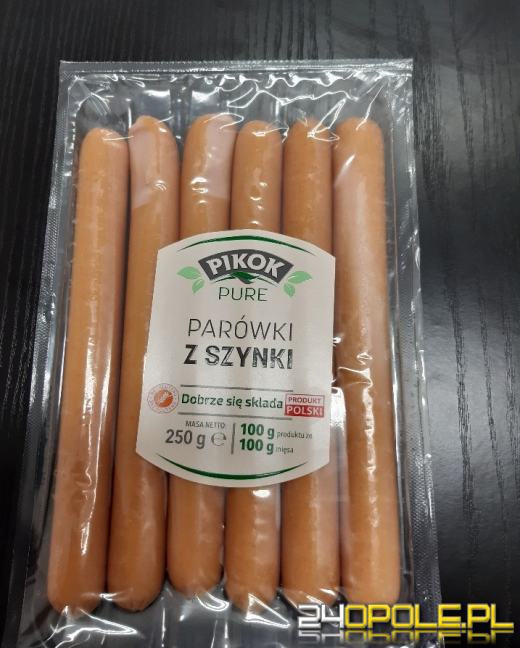 PIKOK
PURE
PARÓWKI
Z SZYNKI
Dobrze się składa
PRODUKT
POLSKI
MASA NETTO:
250 g ℮
100 g produktu ze
100 g mięsa
24OPOLE.PL